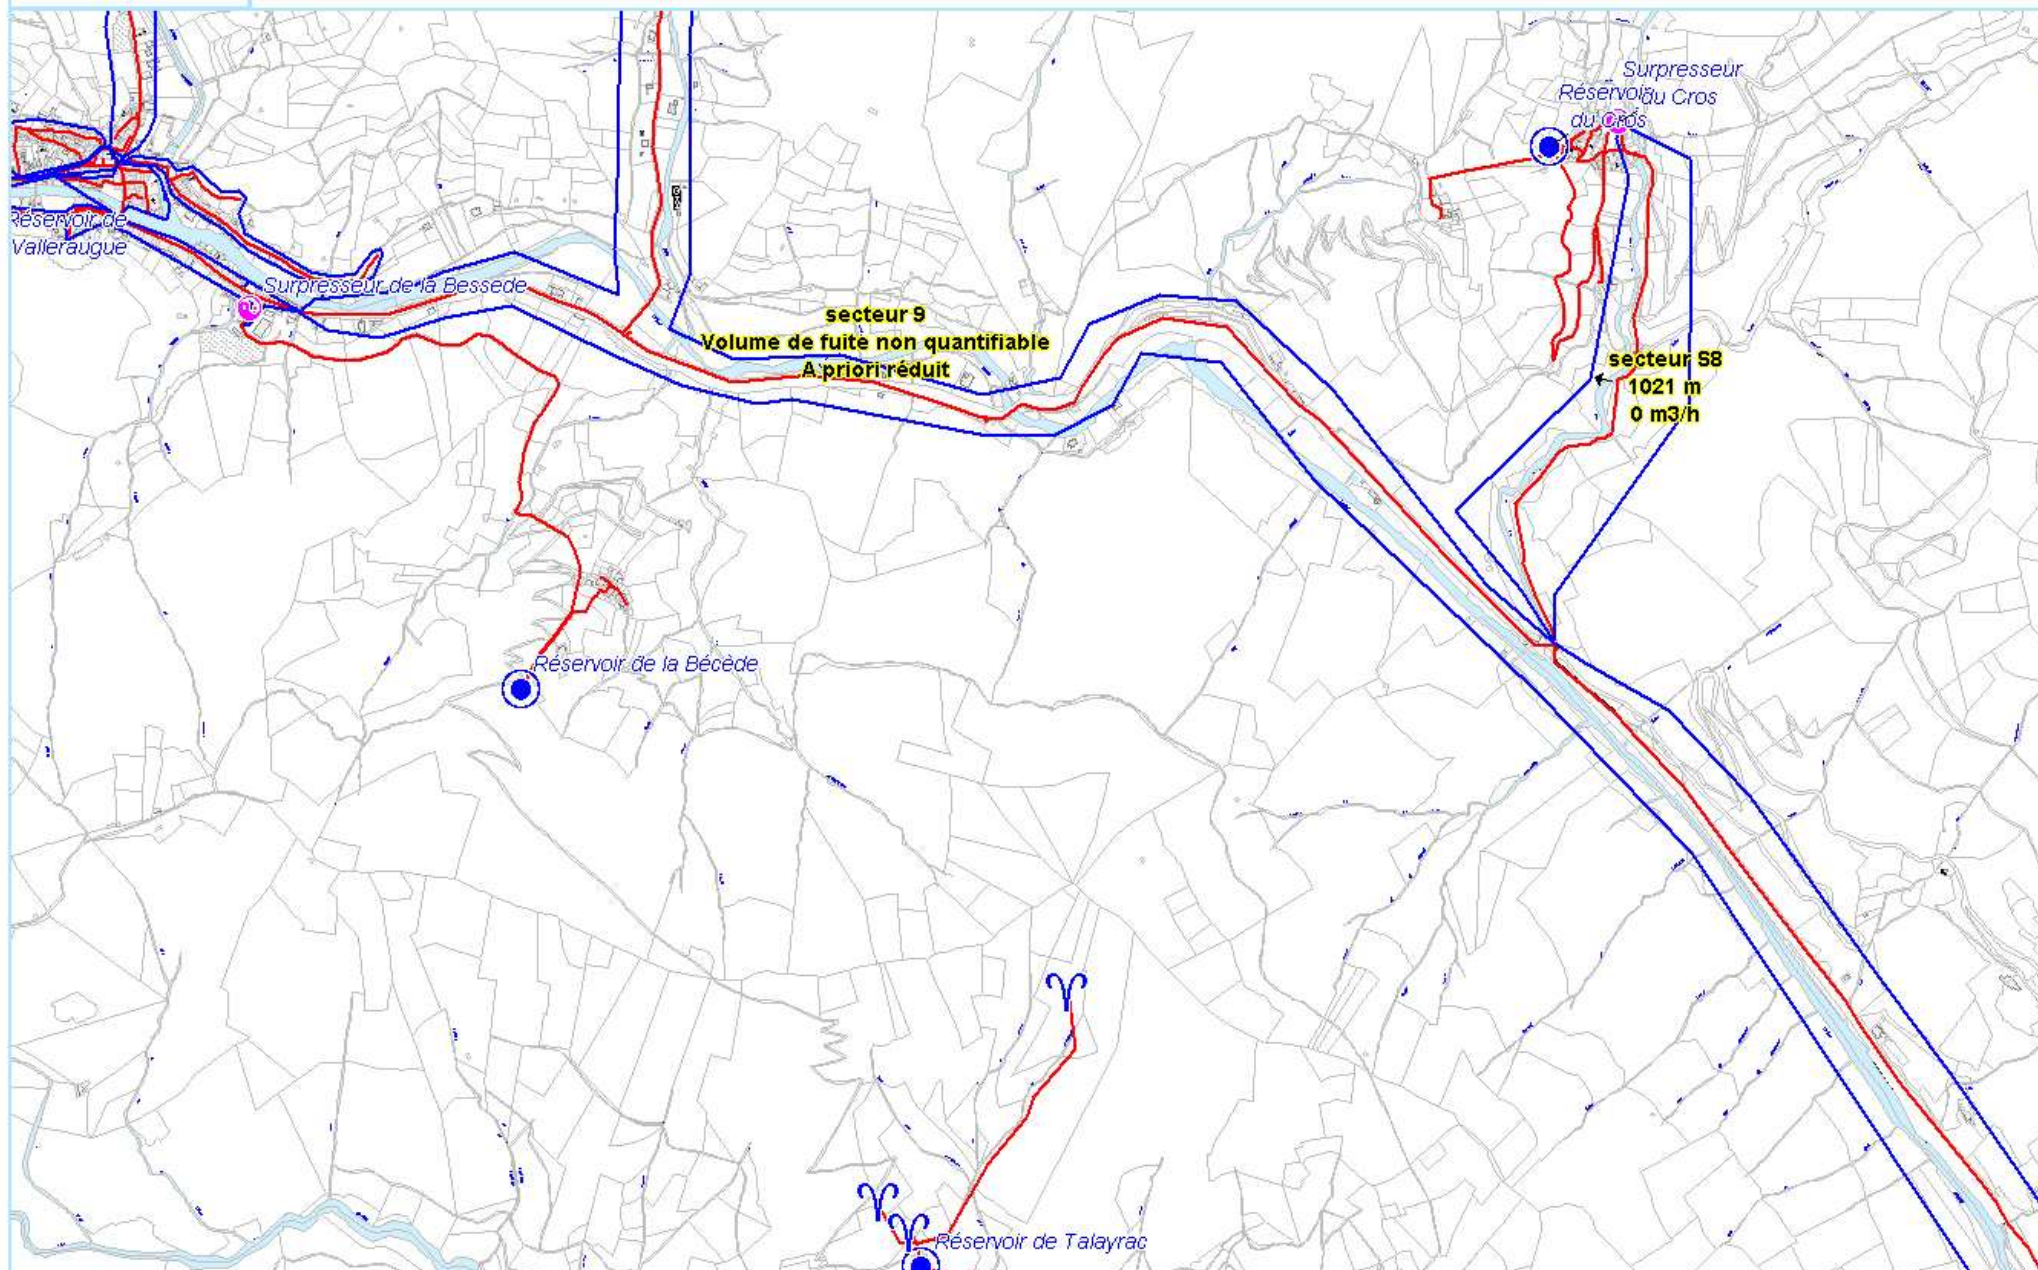 Surpresseur
du Cros
Réservoir
du Cros
Réservoir de
Valleraugue
Surpresseur de la Bessede
secteur 9
Volume de fuite non quantifiable
A priori réduit
secteur S8
1021 m
0 m3/h
Réservoir de la Bécède
Réservoir de Talayrac